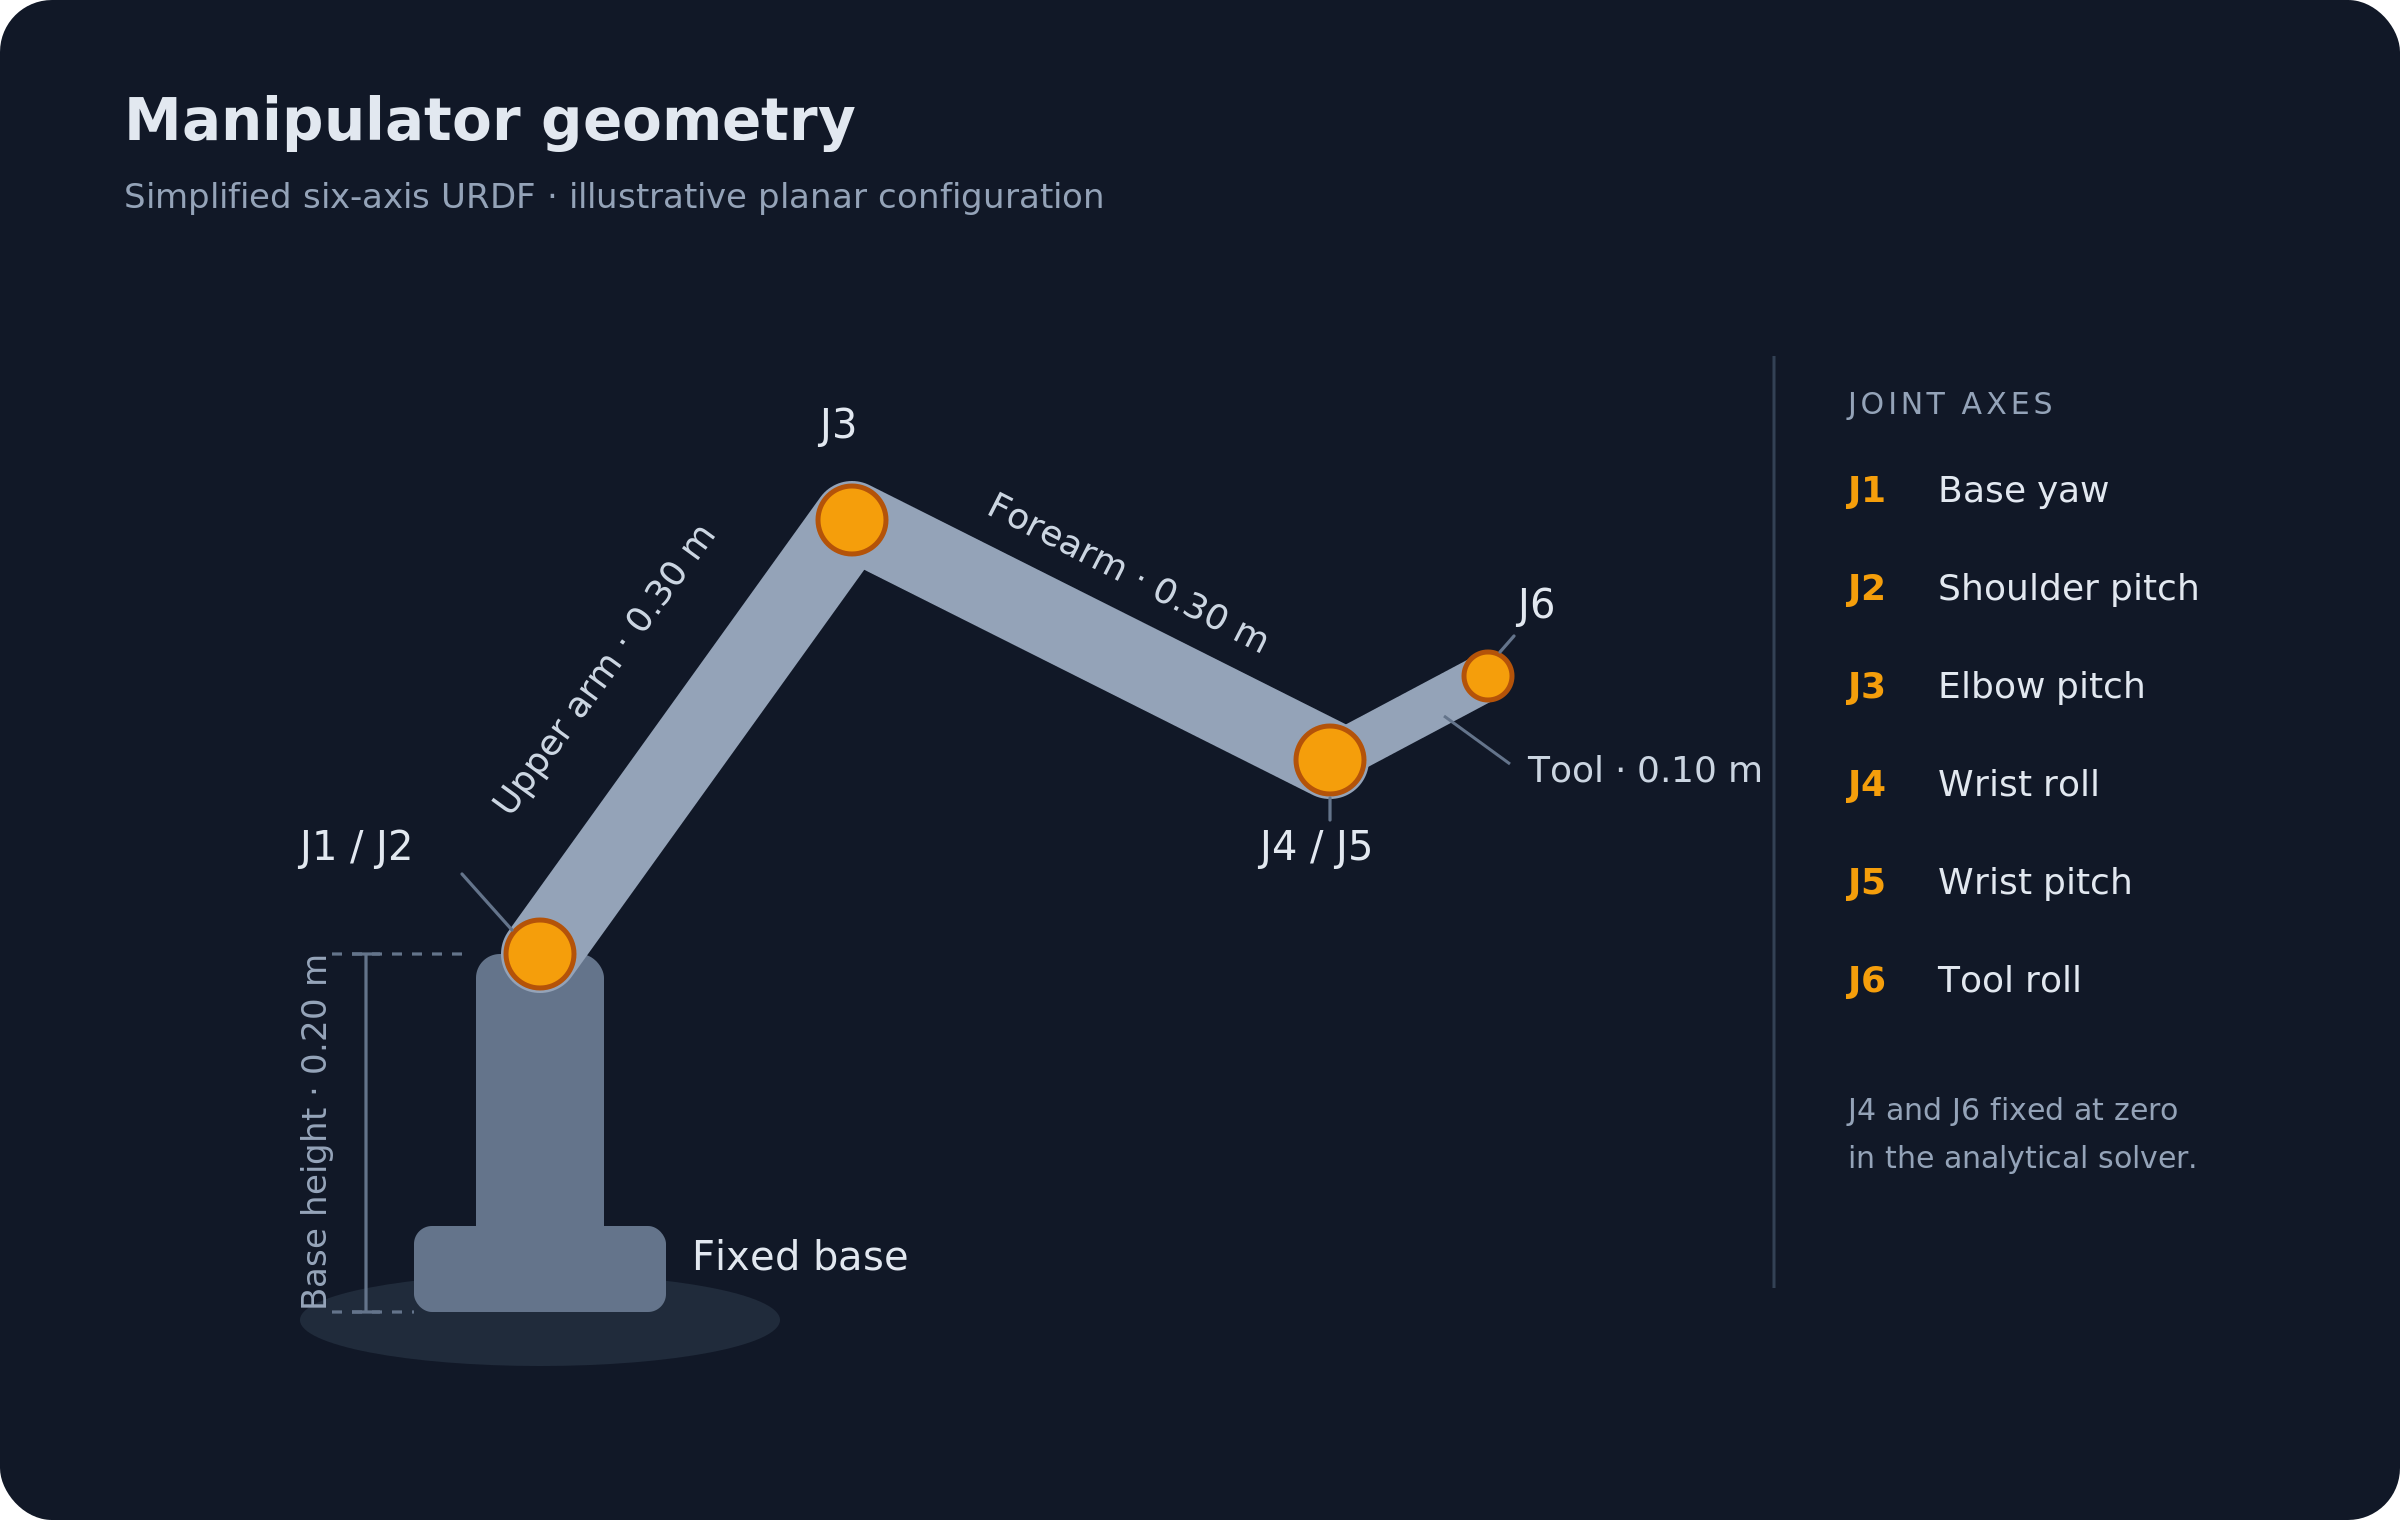 Manipulator geometry
Simplified six-axis URDF · illustrative planar configuration
J3
Upper arm · 0.30 m
Forearm · 0.30 m
J6
Tool · 0.10 m
J1 / J2
J4 / J5
Base height · 0.20 m
Fixed base
JOINT AXES
J1 Base yaw
J2 Shoulder pitch
J3 Elbow pitch
J4 Wrist roll
J5 Wrist pitch
J6 Tool roll
J4 and J6 fixed at zero
in the analytical solver.